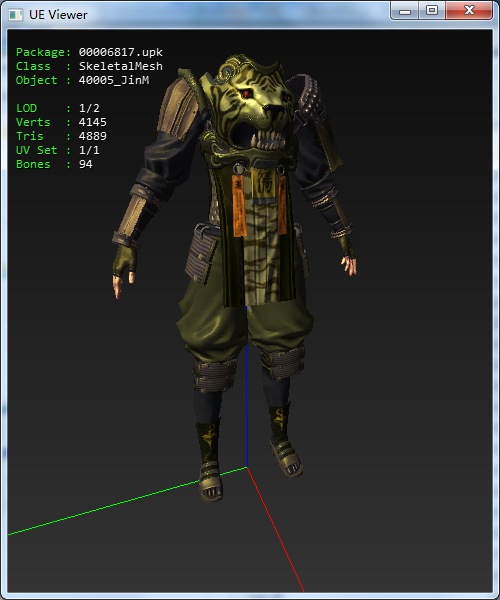 UE Viewer
Package: 00006817.upk
Class : SkeletalMesh
Object : 40005_JinM
LOD : 1/2
Verts : 4145
Tris : 4889
UV Set : 1/1
Bones : 94